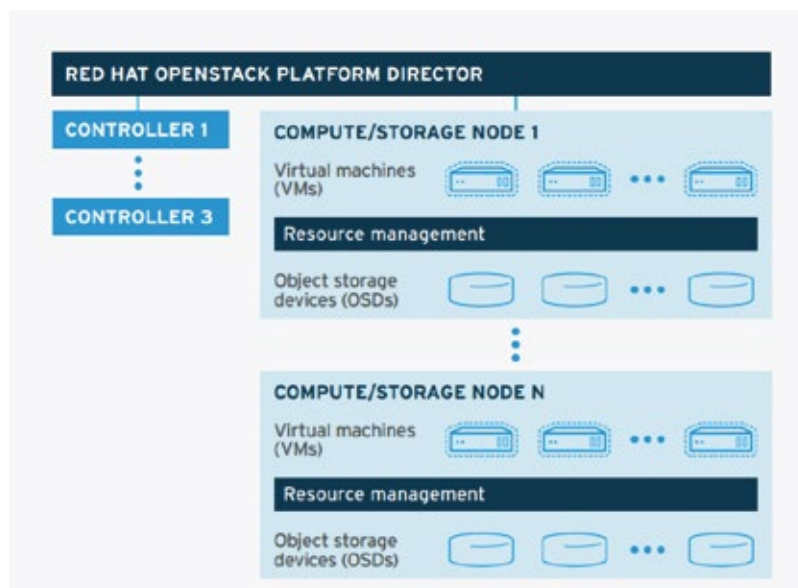 RED HAT OPENSTACK PLATFORM DIRECTOR
CONTROLLER 1
CONTROLLER 3
COMPUTE/STORAGE NODE 1
Virtual machines
(VMs)
Resource management
Object storage
devices (OSDs)
COMPUTE/STORAGE NODE N
Virtual machines
(VMs)
Resource management
Object storage
devices (OSDs)